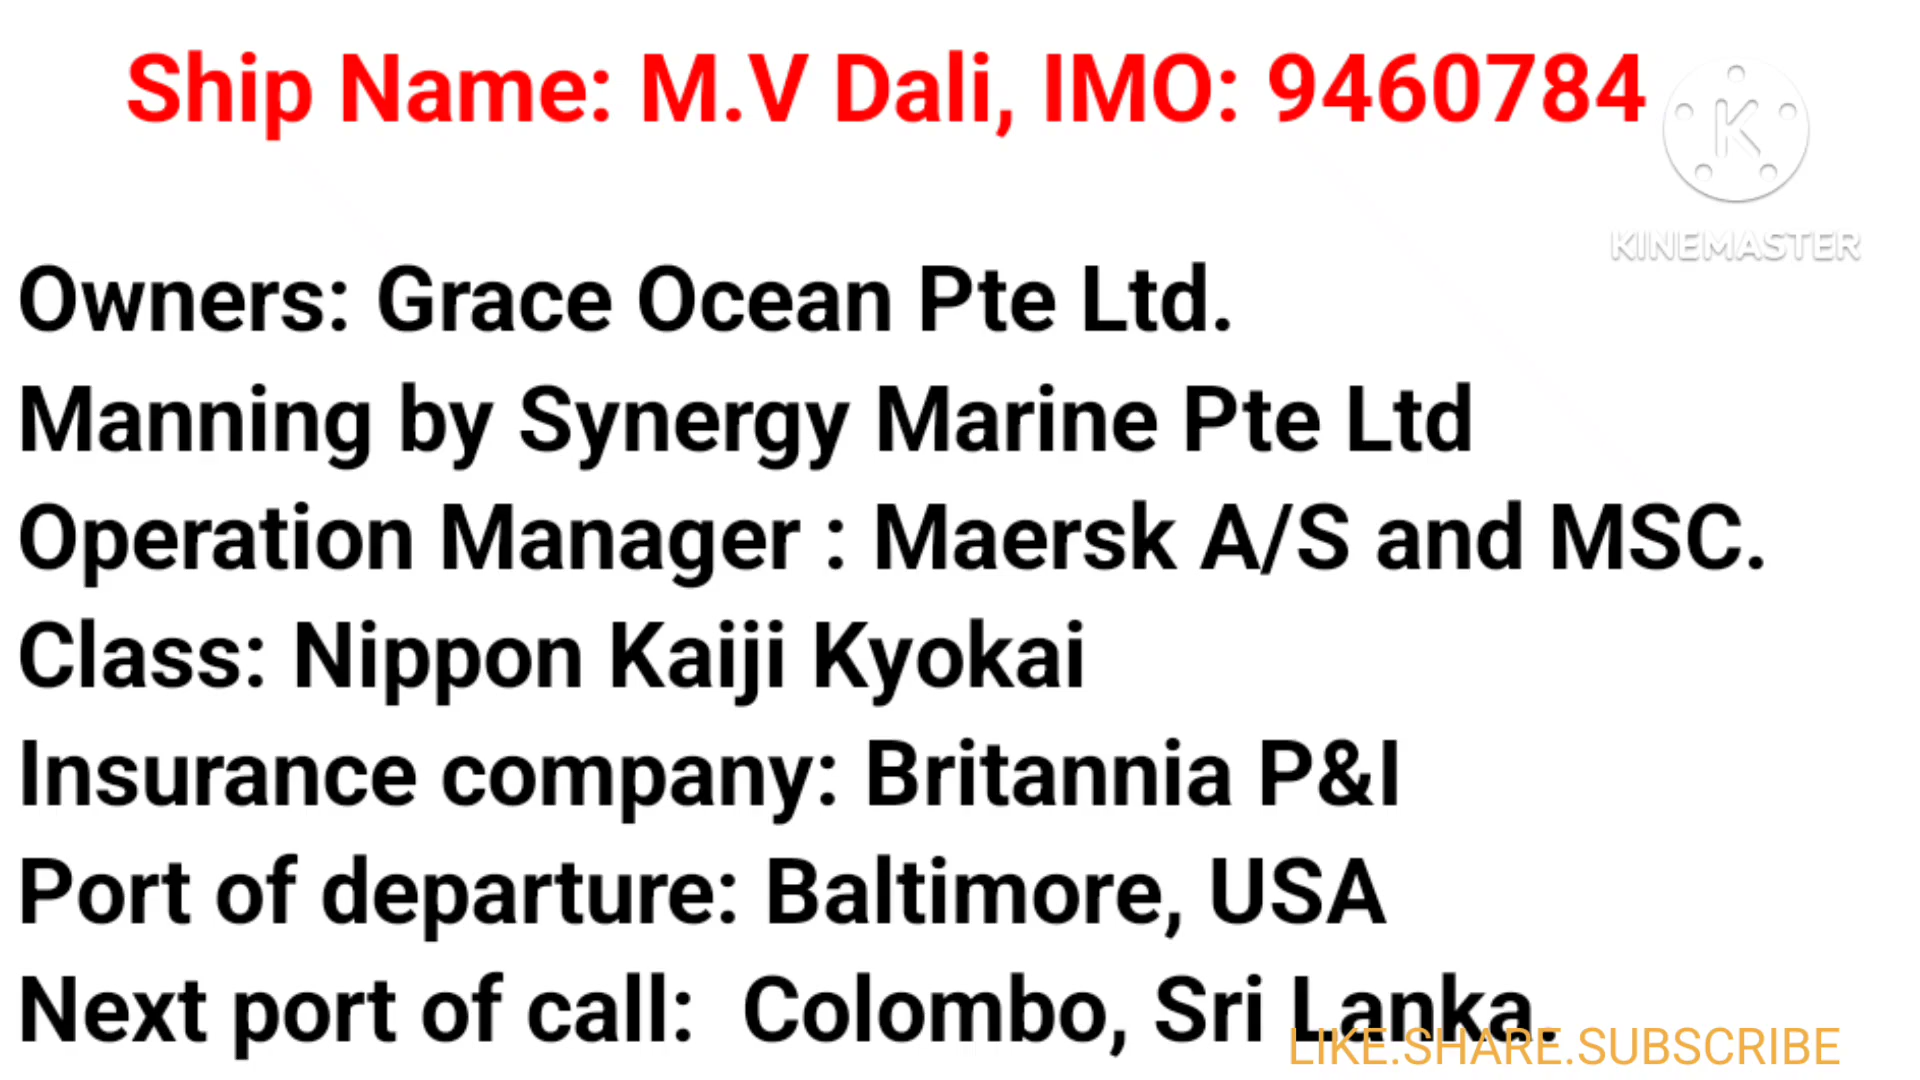 Ship Name: M.V Dali, IMO: 9460784
K
KINEMASTER
Owners: Grace Ocean Pte Ltd.
Manning by Synergy Marine Pte Ltd
Operation Manager : Maersk A/S and MSC.
Class: Nippon Kaiji Kyokai
Insurance company: Britannia P&I
Port of departure: Baltimore, USA
Next port of call:  Colombo, Sri Lanka.
LIKE.SHARE.SUBSCRIBE